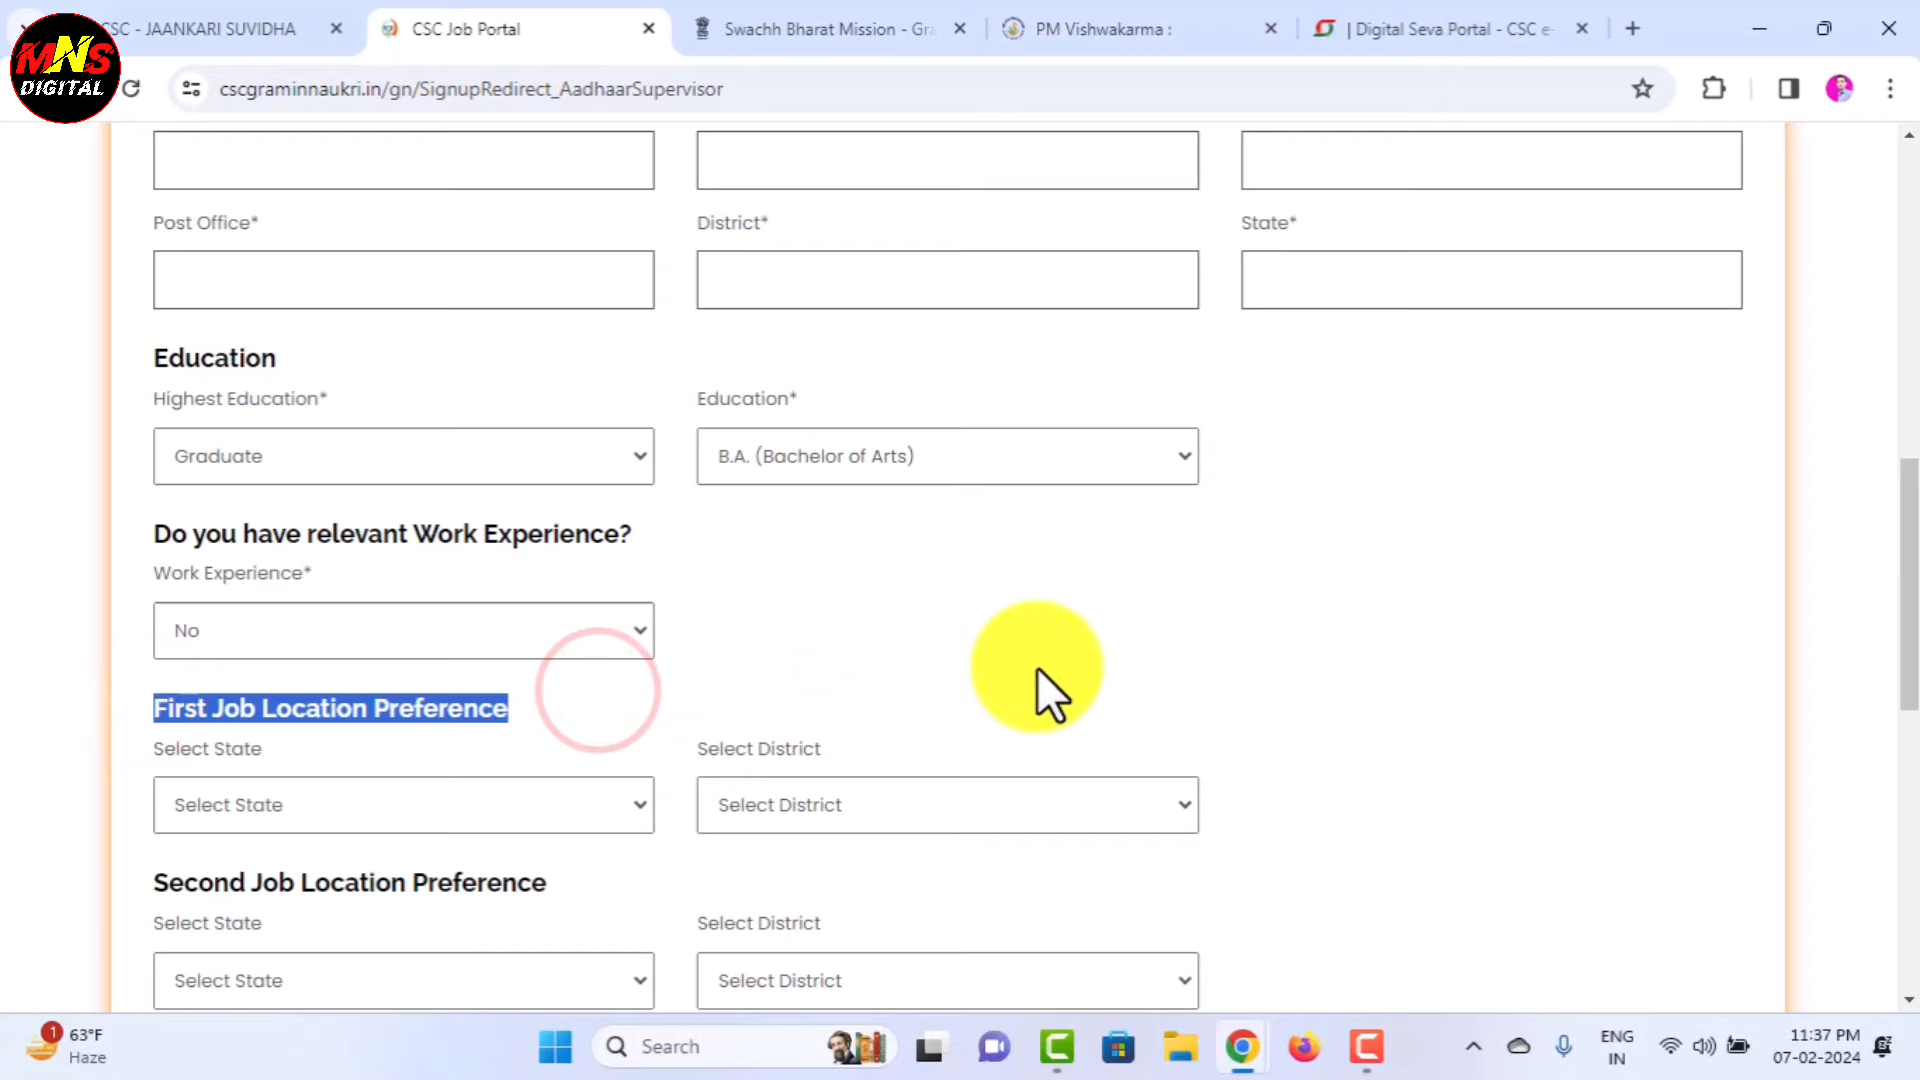 CSC - JAANKARI SUVIDHA
CSC Job Portal
Swachh Bharat Mission - Gra
PM Vishwakarma :
| Digital Seva Portal - CSC e-
MNS
DIGITAL
cscgraminnaukri.in/gn/SignupRedirect_AadhaarSupervisor
Post Office*
District*
State*
Education
Highest Education*
Education*
Graduate
B.A. (Bachelor of Arts)
Do you have relevant Work Experience?
Work Experience*
No
First Job Location Preference
Select State
Select District
Select State
Select District
Second Job Location Preference
Select State
Select District
Select State
Select District
1
63°F
Haze
Search
ENG
IN
11:37 PM
07-02-2024